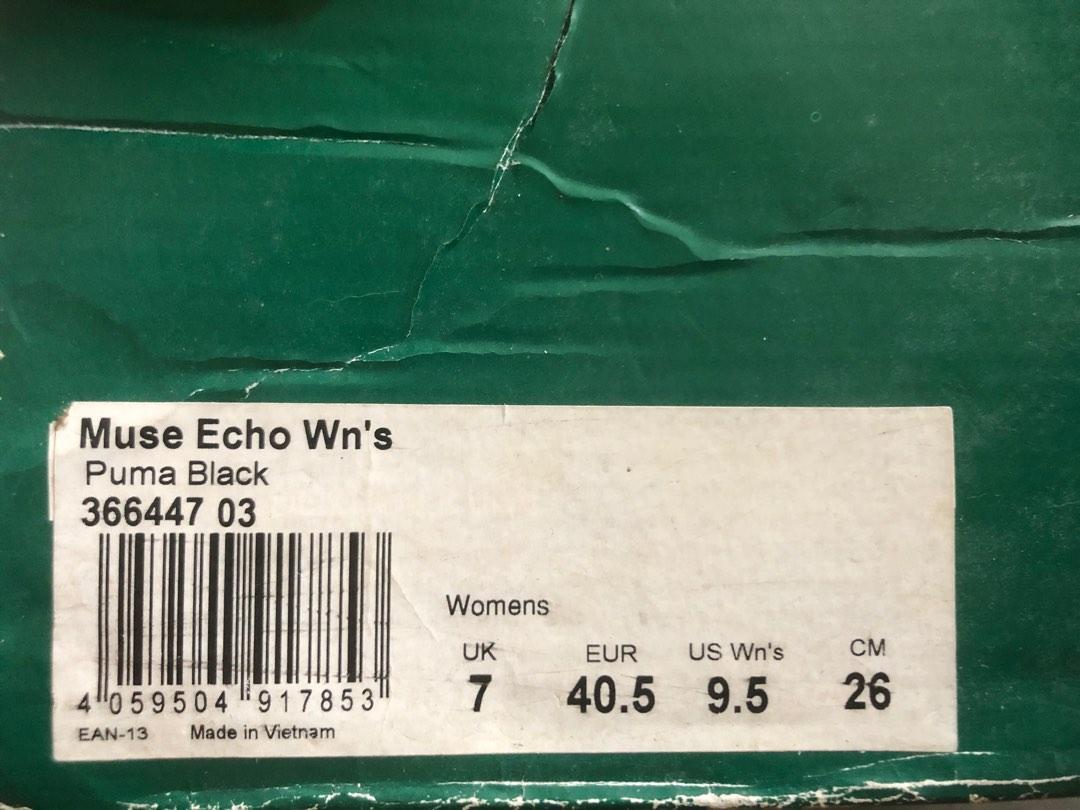 Muse Echo Wn's
Puma Black
366447 03
4 059504 917853
EAN-13 Made in Vietnam
Womens
UK EUR US Wn's CM
7 40.5 9.5 26